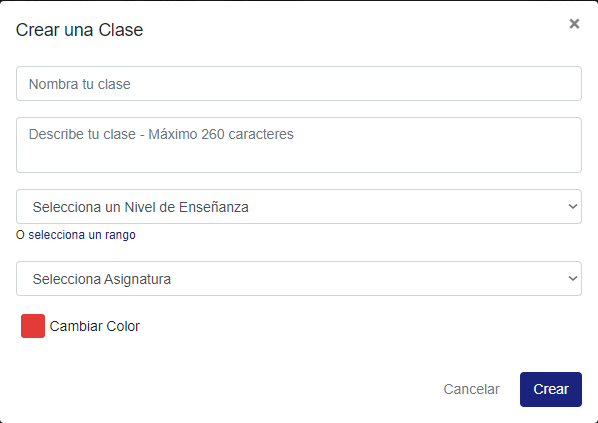 Crear una Clase
×
Nombra tu clase
Describe tu clase - Máximo 260 caracteres
Selecciona un Nivel de Enseñanza
O selecciona un rango
Selecciona Asignatura
Cambiar Color
Cancelar
Crear